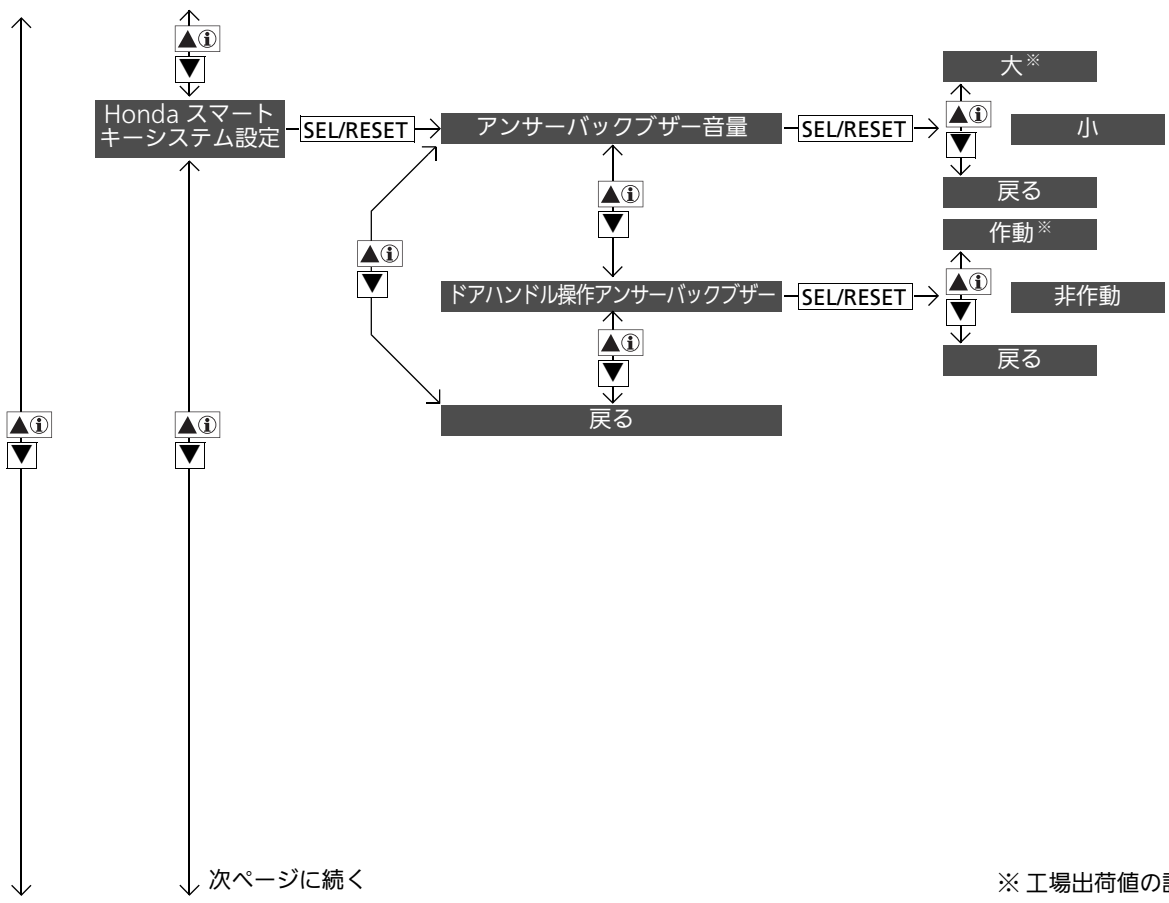 大※
Honda スマート
キーシステム設定
SEL/RESET
アンサーバックブザー音量
SEL/RESET
小
戻る
作動※
ドアハンドル操作アンサーバックブザー
SEL/RESET
非作動
戻る
戻る
次ページに続く
※ 工場出荷値の